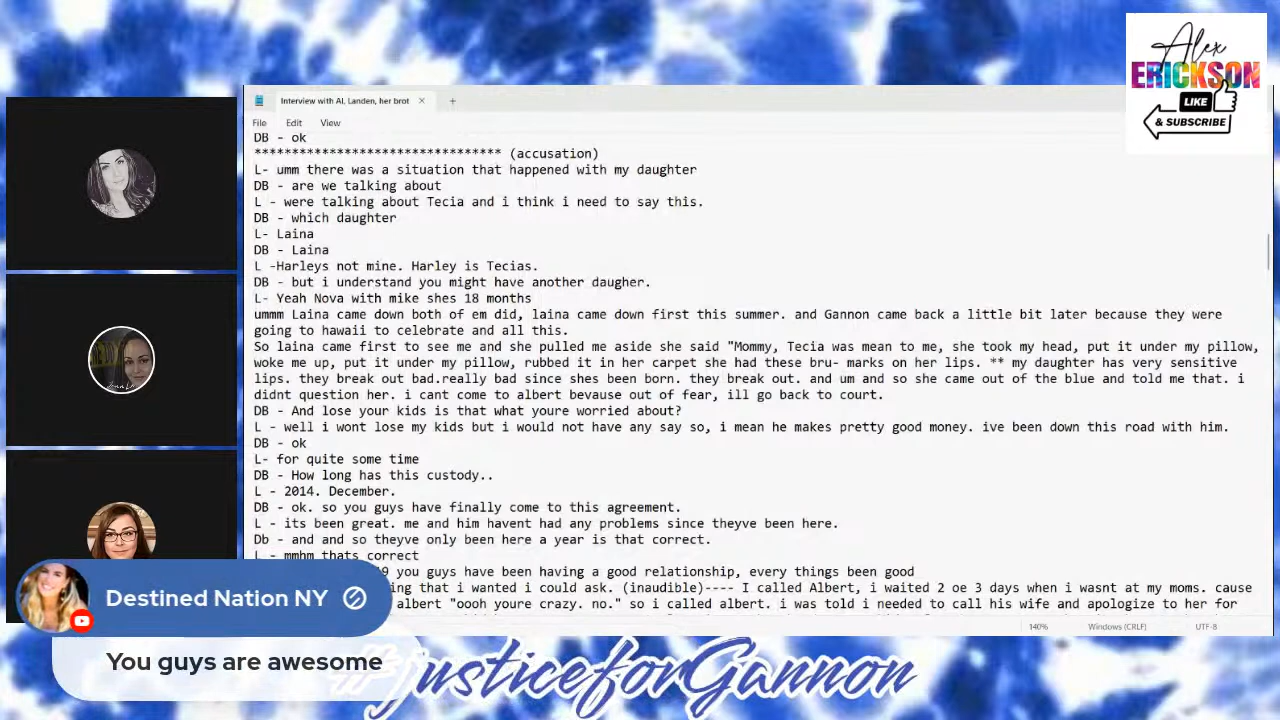 Alex
ERICKSON
LIKE
& SUBSCRIBE
Interview with Al, Landen, her brot
File Edit View
DB - ok
********************************* (accusation)
L- umm there was a situation that happened with my daughter
DB - are we talking about
L - were talking about Tecia and i think i need to say this.
DB - which daughter
L- Laina
DB - Laina
L -Harleys not mine. Harley is Tecias.
DB - but i understand you might have another daugher.
L- Yeah Nova with mike shes 18 months
ummm Laina came down both of em did, laina came down first this summer. and Gannon came back a little bit later because they were
going to hawaii to celebrate and all this.
So laina came first to see me and she pulled me aside she said "Mommy, Tecia was mean to me, she took my head, put it under my pillow,
woke me up, put it under my pillow, rubbed it in her carpet she had these bru- marks on her lips. ** my daughter has very sensitive
lips. they break out bad.really bad since shes been born. they break out. and um and so she came out of the blue and told me that. i
didnt question her. i cant come to albert bevause out of fear, ill go back to court.
DB - And lose your kids is that what youre worried about?
L - well i wont lose my kids but i would not have any say so, i mean he makes pretty good money. ive been down this road with him.
DB - ok
L- for quite some time
DB - How long has this custody..
L - 2014. December.
DB - ok. so you guys have finally come to this agreement.
L - its been great. me and him havent had any problems since theyve been here.
Db - and and so theyve only been here a year is that correct.
L - mmhm thats correct
9 you guys have been having a good relationship, every things been good
ing that i wanted i could ask. (inaudible)---- I called Albert, i waited 2 oe 3 days when i wasnt at my moms. cause
albert "oooh youre crazy. no." so i called albert. i was told i needed to call his wife and apologize to her for
140% Windows (CRLF) UTF-8
Destined Nation NY
You guys are awesome
#justiceforGannon